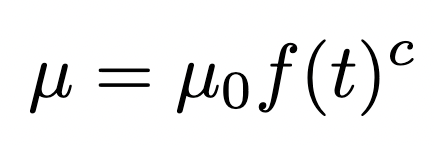 μ = μ₀f(t)ᶜ